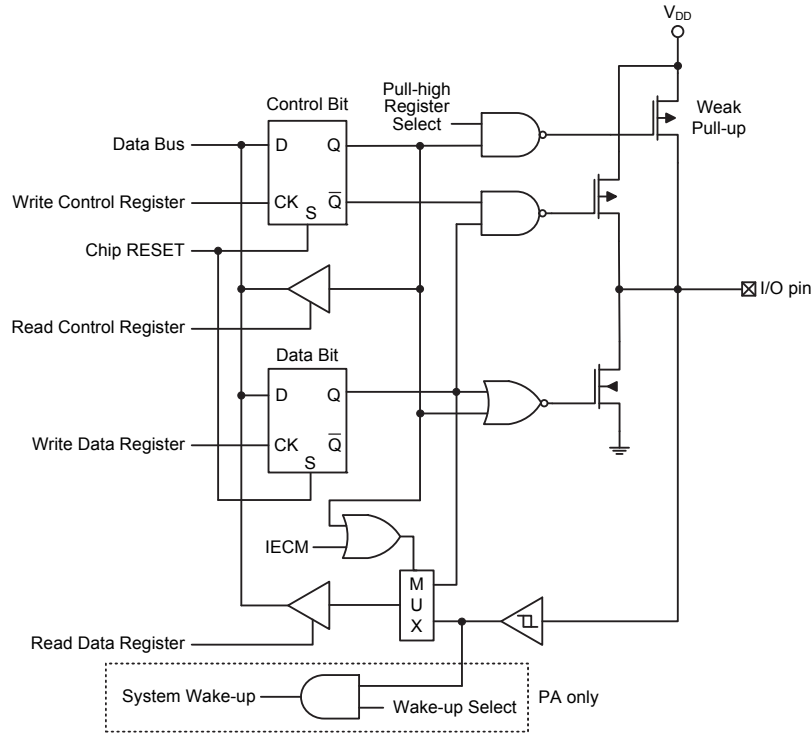 VDD
Pull-high
Register
Select
Weak
Pull-up
Control Bit
Data Bus
D
Q
Write Control Register
CK
Q
S
Chip RESET
I/O pin
Read Control Register
Data Bit
D
Q
Write Data Register
CK
Q
S
IECM
M
U
X
Read Data Register
System Wake-up
Wake-up Select
PA only